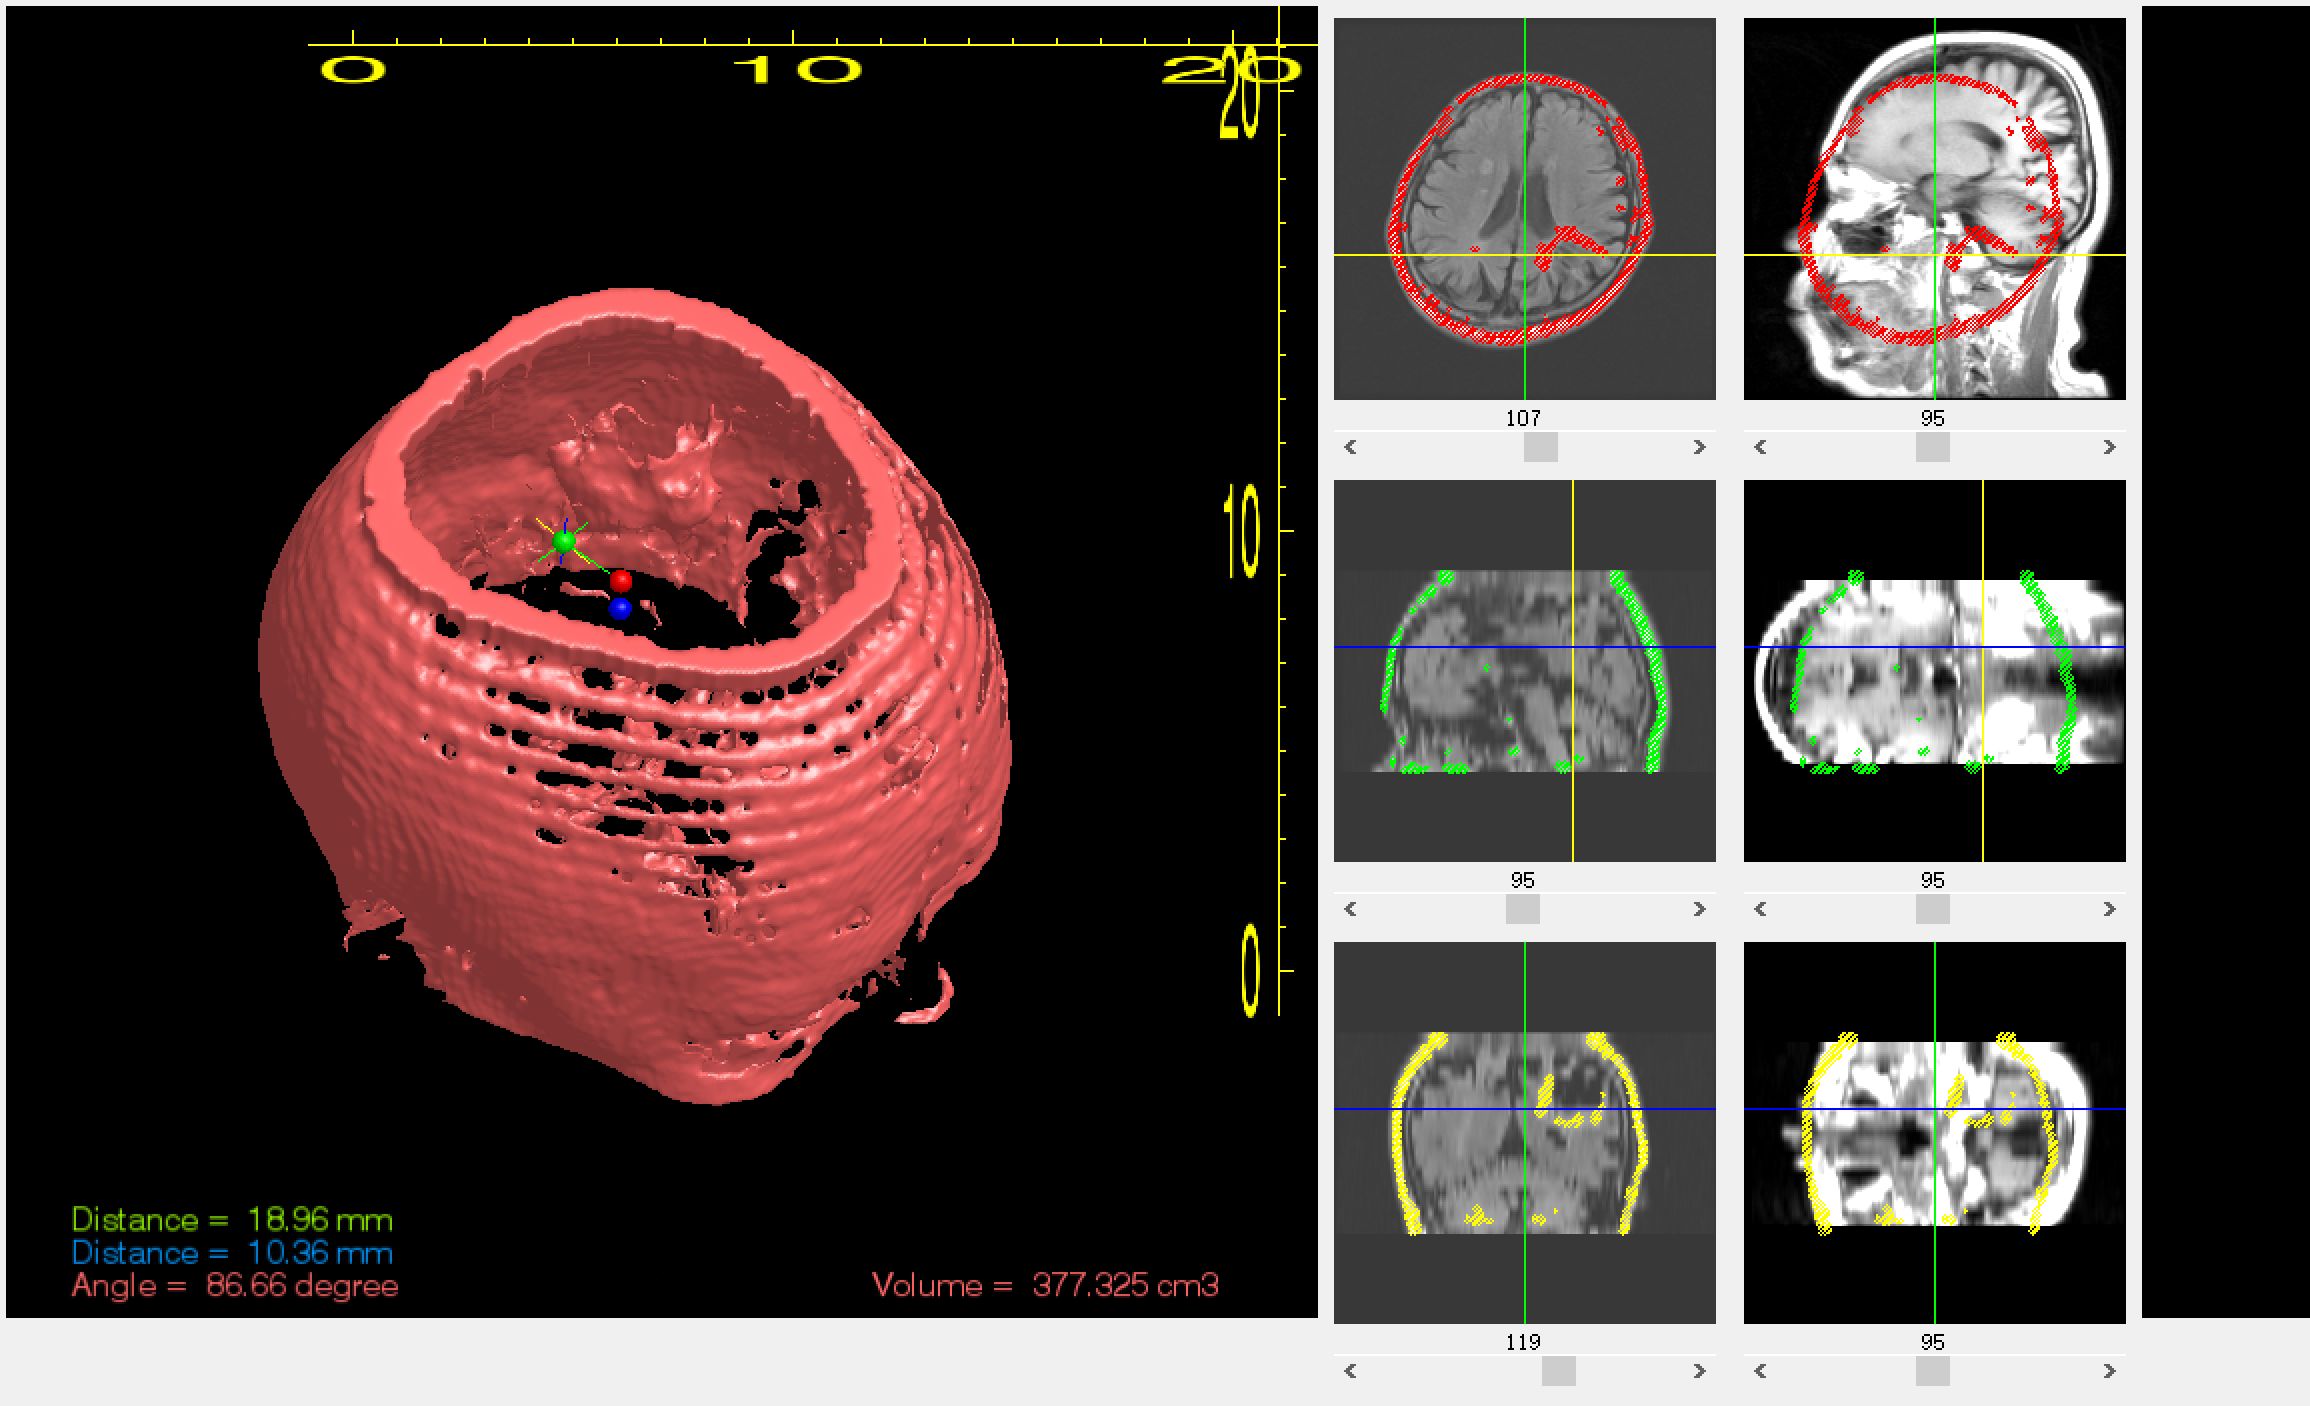 0 10 20
20
10
0
Distance = 18.96 mm
Distance = 10.36 mm
Angle = 86.66 degree
Volume = 377.325 cm3
107
95
95
95
119
95